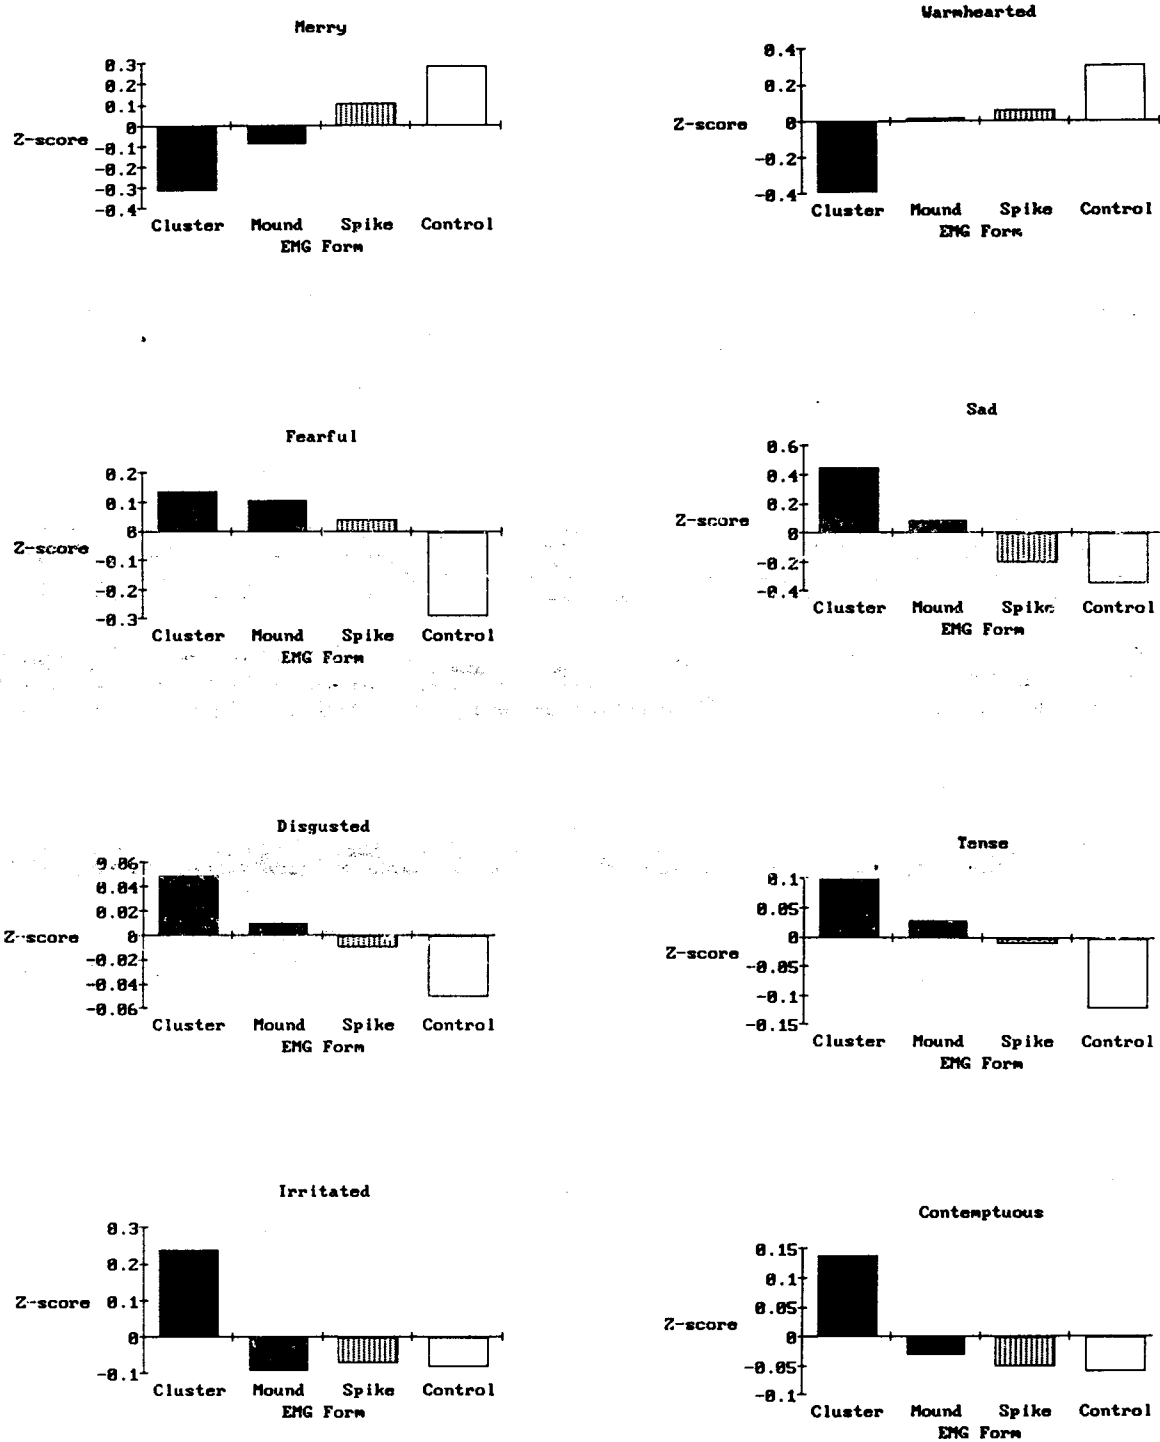 Merry
0.3
0.2
0.1
0
Z-score
-0.1
-0.2
-0.3
-0.4
Cluster Mound Spike Control
EMG Form
Warmhearted
0.4
0.2
Z-score 0
-0.2
-0.4
Cluster Mound Spike Control
EMG Form
Fearful
0.2
0.1
0
Z-score
-0.1
-0.2
-0.3
Cluster Mound Spike Control
EMG Form
Sad
0.6
0.4
0.2
Z-score
0
-0.2
-0.4
Cluster Mound Spike Control
EMG Form
Disgusted
0.06
0.04
0.02
Z-score 0
-0.02
-0.04
-0.06
Cluster Mound Spike Control
EMG Form
Tense
0.1
0.05
0
Z-score
-0.05
-0.1
-0.15
Cluster Mound Spike Control
EMG Form
Irritated
0.3
0.2
Z-score 0.1
0
-0.1
Cluster Mound Spike Control
EMG Form
Contemptuous
0.15
0.1
0.05
Z-score
0
-0.05
-0.1
Cluster Mound Spike Control
EMG Form